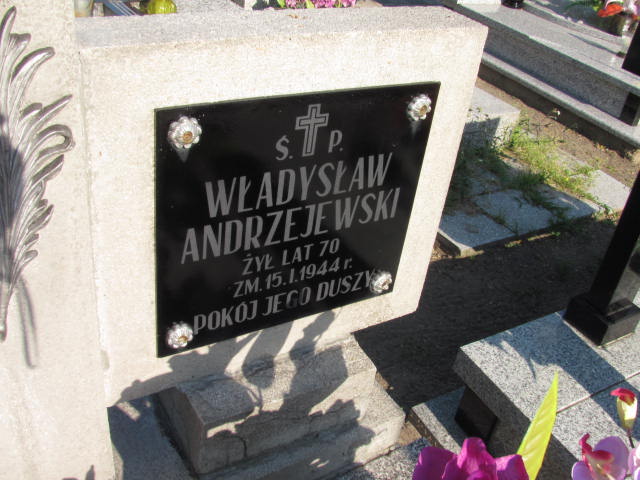 Ś. P.
WŁADYSŁAW
ANDRZEJEWSKI
ŻYŁ LAT 70
ZM. 15.I.1944 r.
POKÓJ JEGO DUSZY